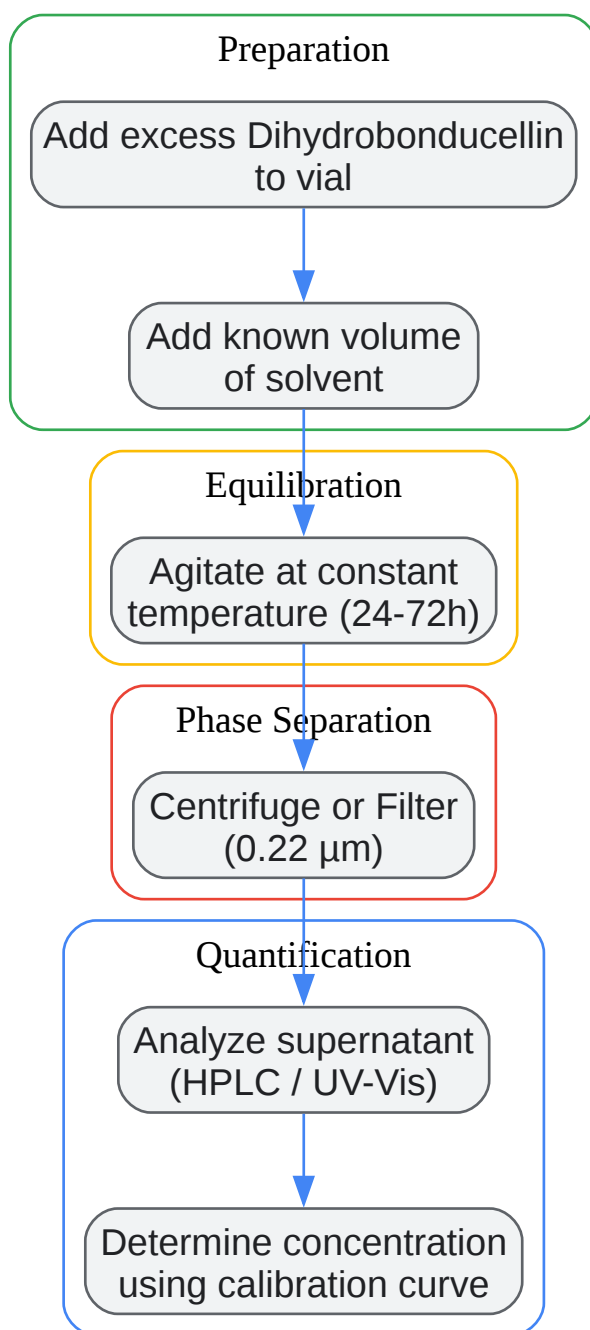 Preparation
Add excess Dihydrobonducellin
to vial
Add known volume
of solvent
Equilibration
Agitate at constant
temperature (24-72h)
Phase Separation
Centrifuge or Filter
(0.22 µm)
Quantification
Analyze supernatant
(HPLC / UV-Vis)
Determine concentration
using calibration curve